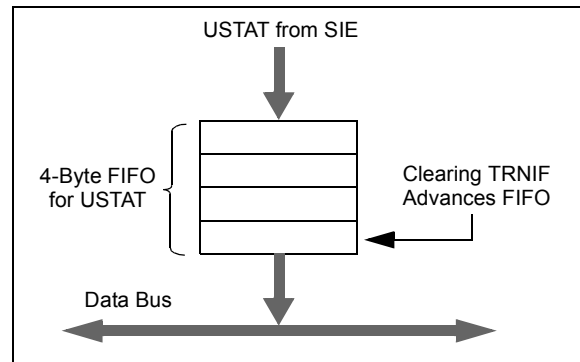 USTAT from SIE
4-Byte FIFO
for USTAT
Clearing TRNIF
Advances FIFO
Data Bus